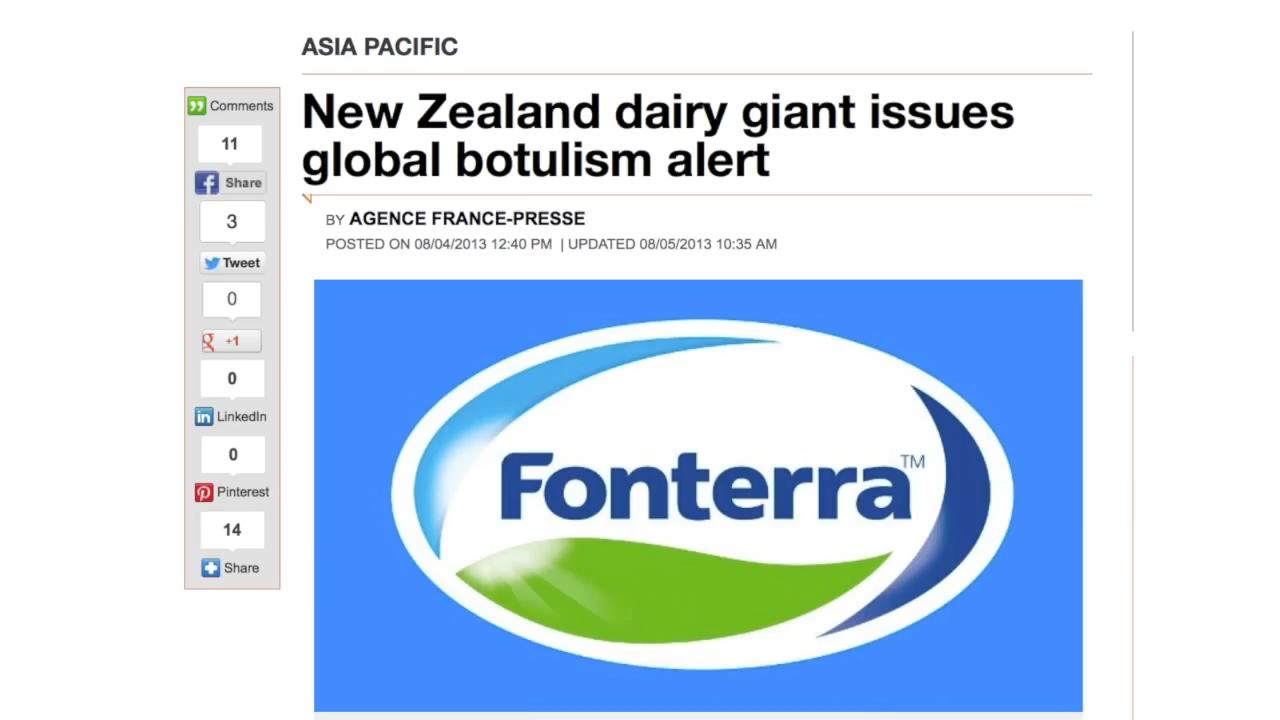 ASIA PACIFIC
New Zealand dairy giant issues
global botulism alert
BY AGENCE FRANCE-PRESSE
POSTED ON 08/04/2013 12:40 PM | UPDATED 08/05/2013 10:35 AM
Comments
11
Share
3
Tweet
0
+1
0
LinkedIn
0
Pinterest
14
Share
Fonterra™